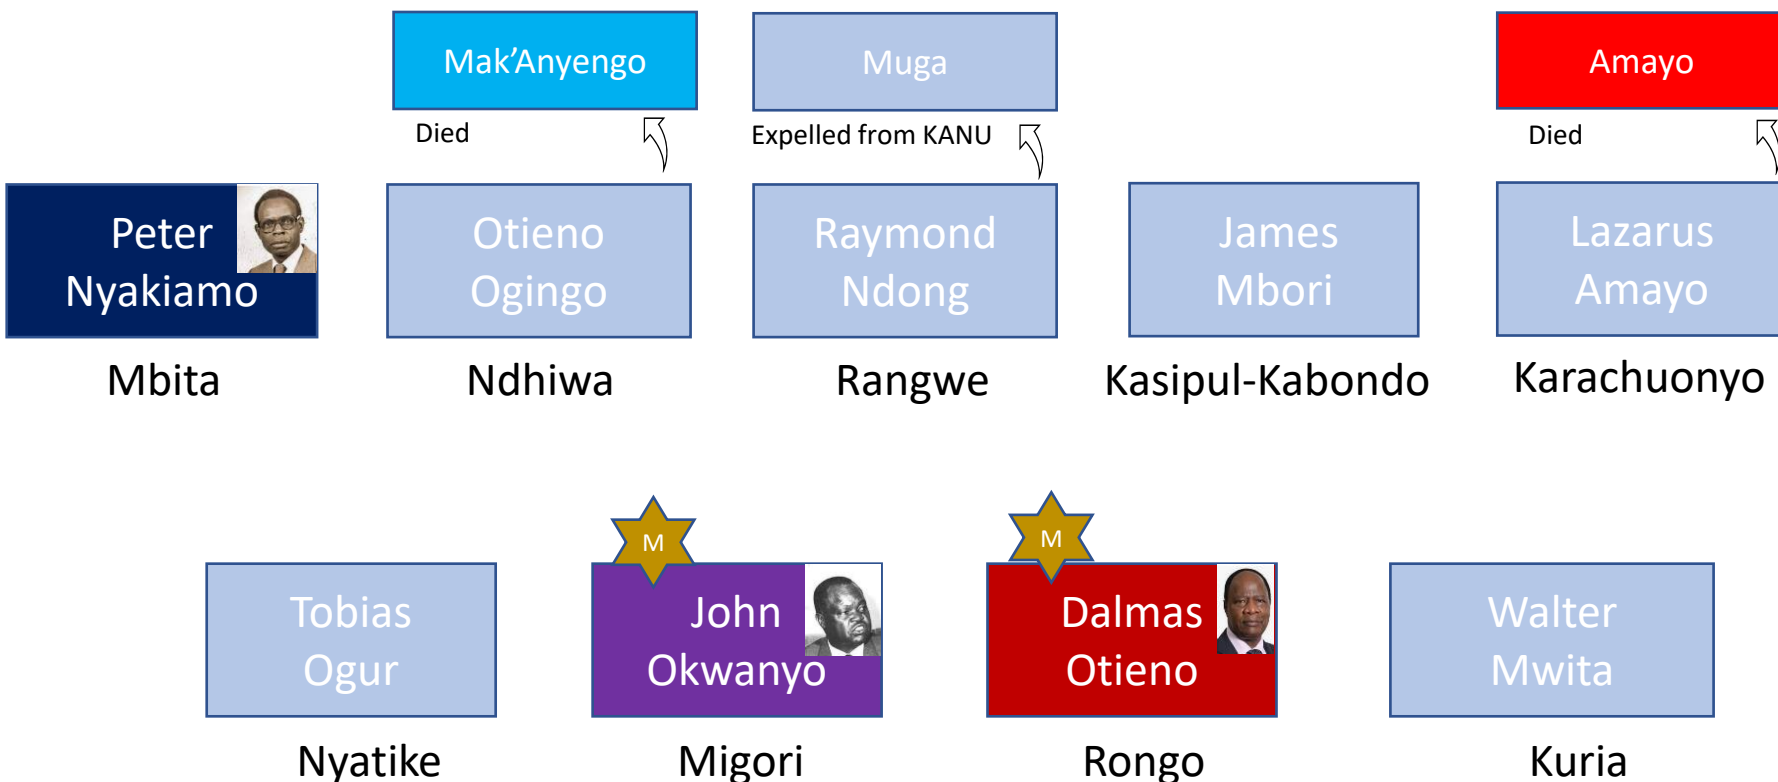 Mak’Anyengo
Muga
Amayo
Died
Expelled from KANU
Died
Peter
Nyakiamo
Otieno
Ogingo
Raymond
Ndong
James
Mbori
Lazarus
Amayo
Mbita
Ndhiwa
Rangwe
Kasipul-Kabondo
Karachuonyo
M
M
Tobias
Ogur
John
Okwanyo
Dalmas
Otieno
Walter
Mwita
Nyatike
Migori
Rongo
Kuria